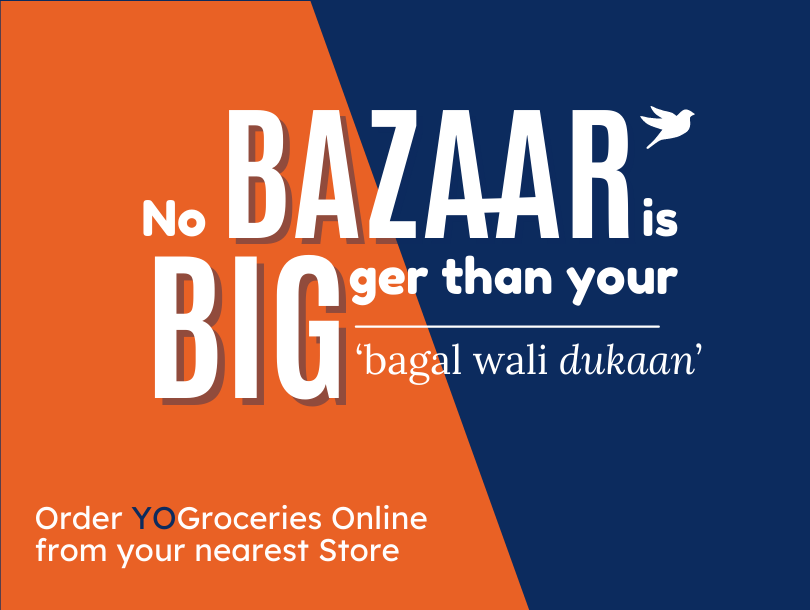 No BAZAAR is
BIGger than your
‘bagal wali dukaan’
Order YOGroceries Online
from your nearest Store